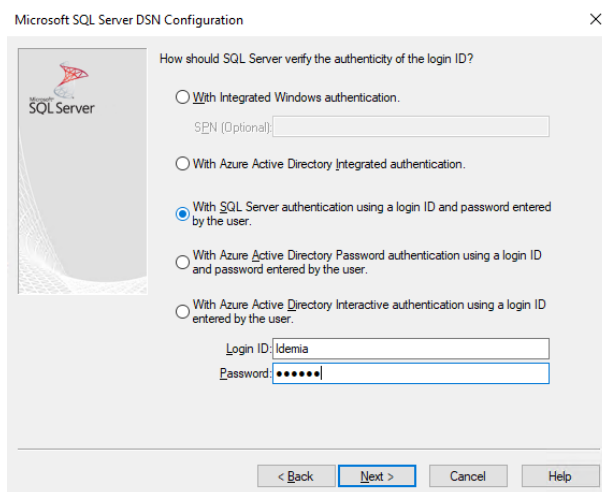 Microsoft SQL Server DSN Configuration
How should SQL Server verify the authenticity of the login ID?
Microsoft
SQL Server
With Integrated Windows authentication.
SPN (Optional):
With Azure Active Directory Integrated authentication.
With SQL Server authentication using a login ID and password entered
by the user.
With Azure Active Directory Password authentication using a login ID
and password entered by the user.
With Azure Active Directory Interactive authentication using a login ID
entered by the user.
Login ID: Idemia
Password: ●●●●●●
< Back Next > Cancel Help